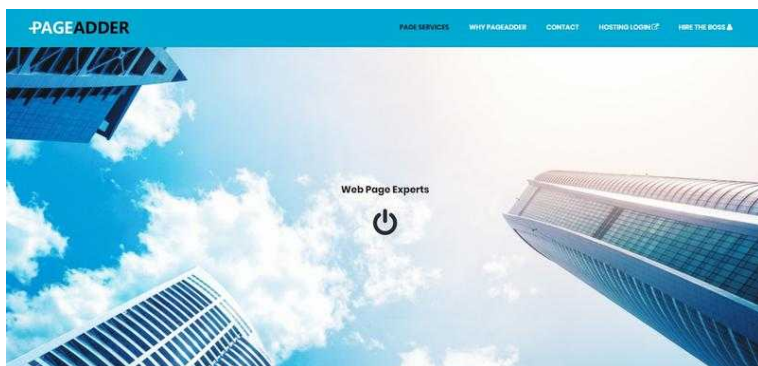 PAGEADDER
PAGE SERVICES WHY PAGEADDER CONTACT HOSTING LOGIN HIRE THE BOSS
Web Page Experts